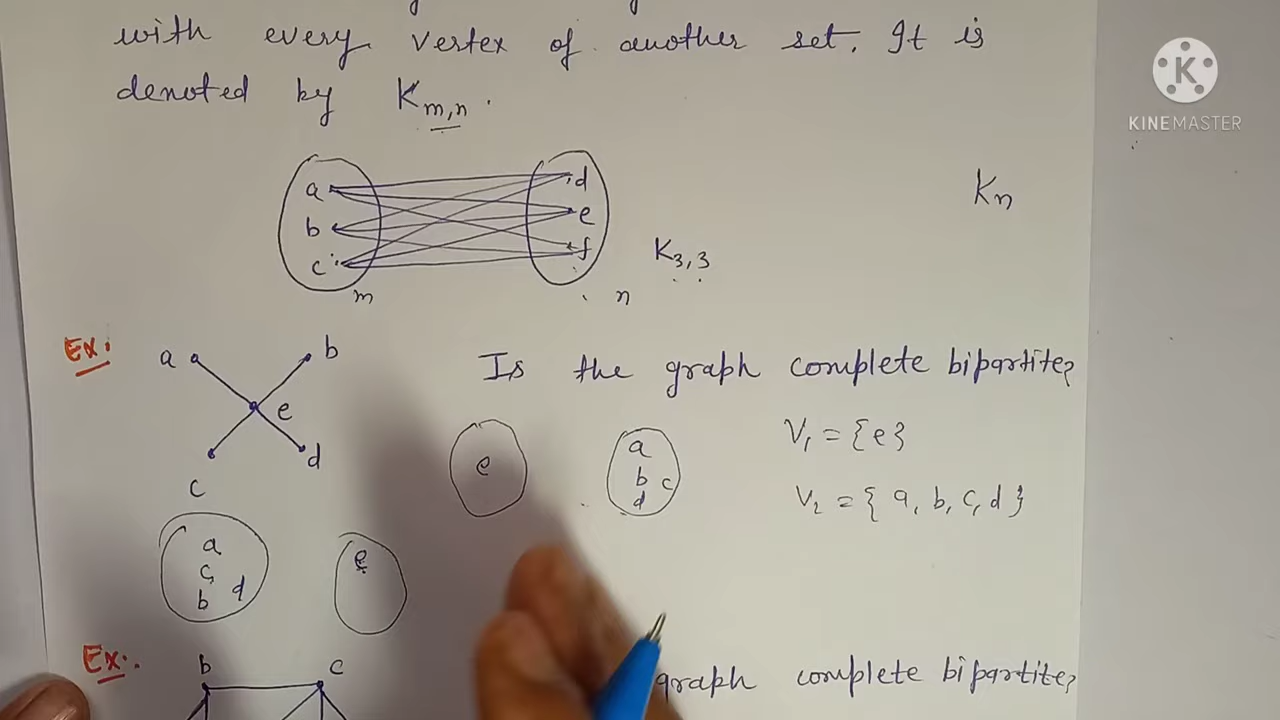 with every vertex of another set. It is
denoted by Km,n.
KINEMASTER
a
b
c
m
d
e
f
n
K3,3
Kn
Ex:
a
b
e
c
d
Is the graph complete bipartite?
e
a
b c
d
V1 = {e}
V2 = { a, b, c, d }
a
c
b d
e
Ex:.
b
c
graph complete bipartite?